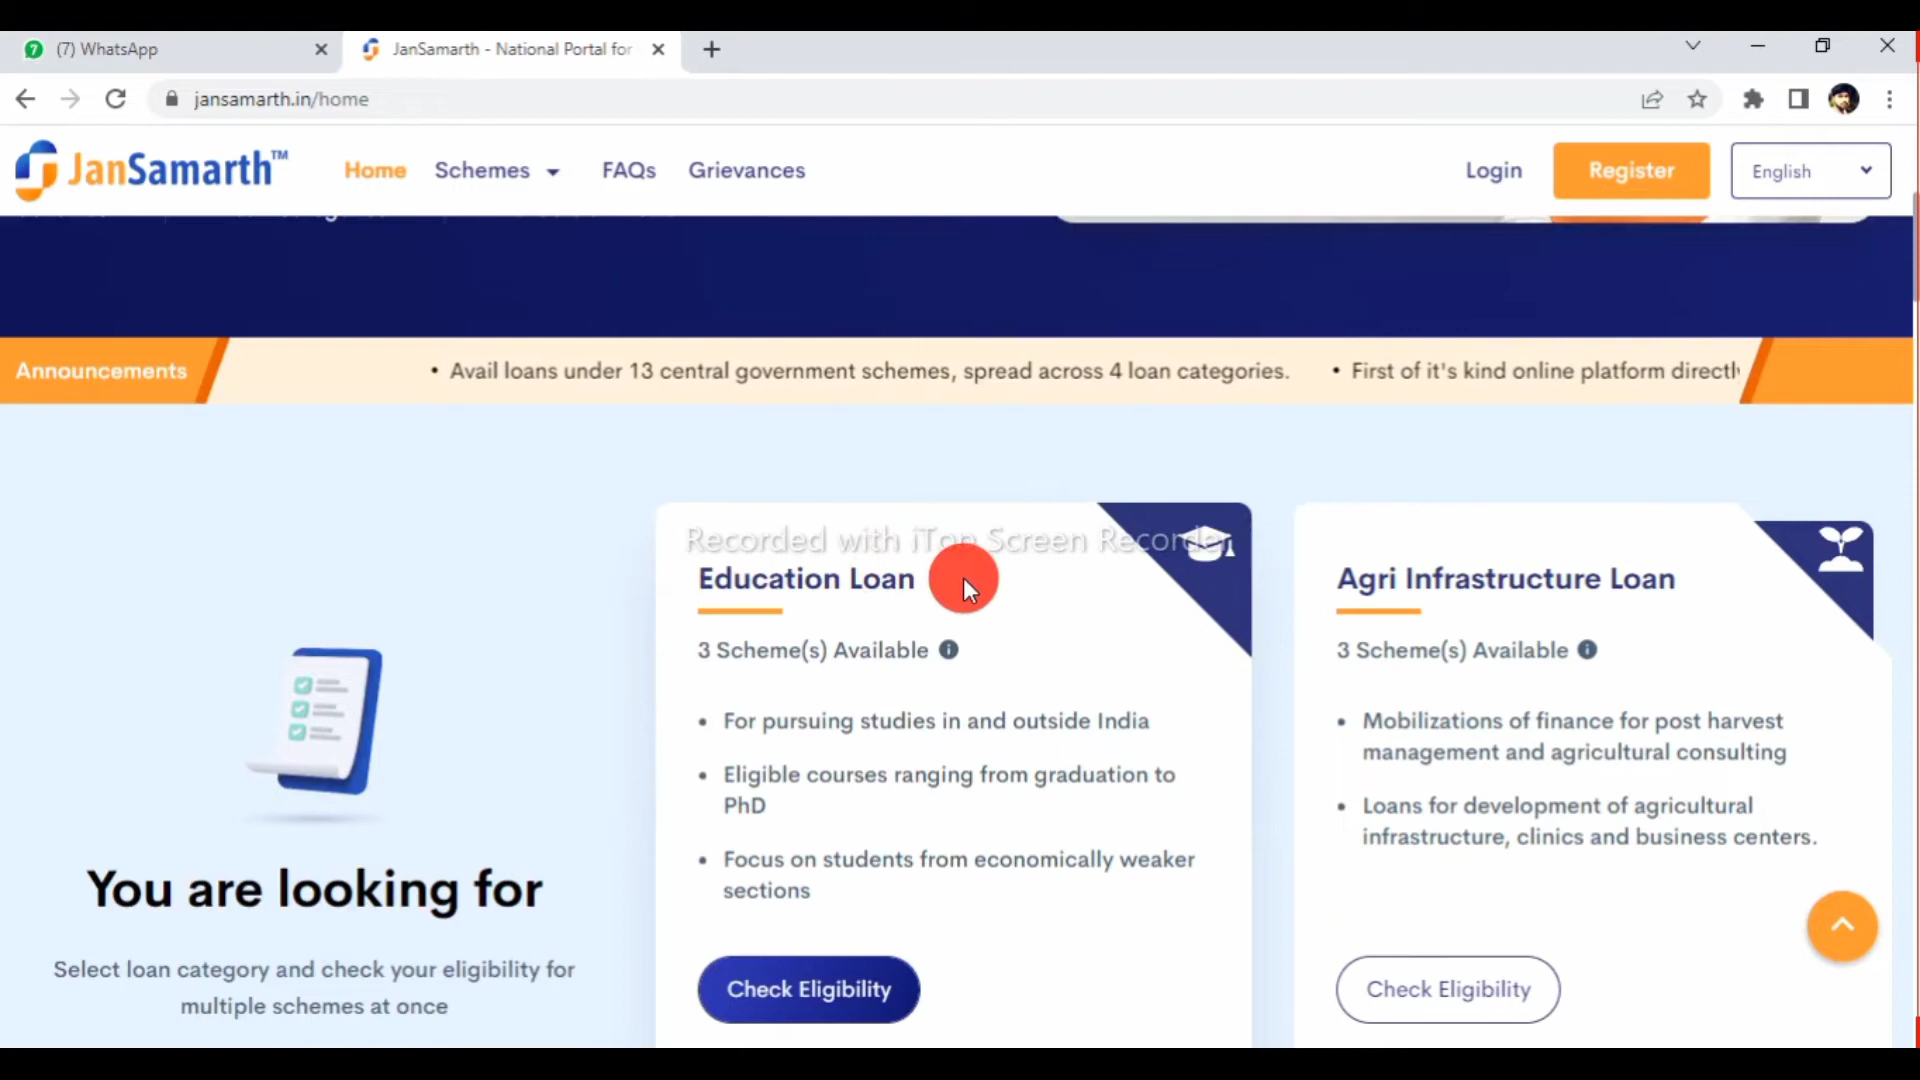 7 (7) WhatsApp
JanSamarth - National Portal for
jansamarth.in/home
JanSamarth™
Home
Schemes
FAQs
Grievances
Login
Register
English
Announcements
• Avail loans under 13 central government schemes, spread across 4 loan categories.
• First of it's kind online platform directly
Recorded with iTop Screen Recorder
Education Loan
3 Scheme(s) Available
• For pursuing studies in and outside India
• Eligible courses ranging from graduation to
PhD
• Focus on students from economically weaker
sections
Check Eligibility
Agri Infrastructure Loan
3 Scheme(s) Available
• Mobilizations of finance for post harvest
management and agricultural consulting
• Loans for development of agricultural
infrastructure, clinics and business centers.
Check Eligibility
You are looking for
Select loan category and check your eligibility for
multiple schemes at once